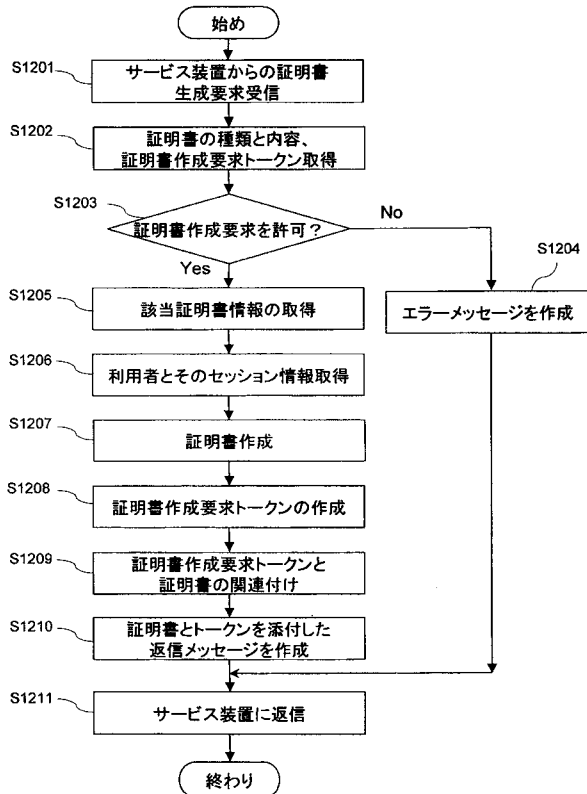 始め
S1201
サービス装置からの証明書
生成要求受信
S1202
証明書の種類と内容、
証明書作成要求トークン取得
S1203
証明書作成要求を許可？
No
Yes
S1204
エラーメッセージを作成
S1205
該当証明書情報の取得
S1206
利用者とそのセッション情報取得
S1207
証明書作成
S1208
証明書作成要求トークンの作成
S1209
証明書作成要求トークンと
証明書の関連付け
S1210
証明書とトークンを添付した
返信メッセージを作成
S1211
サービス装置に返信
終わり